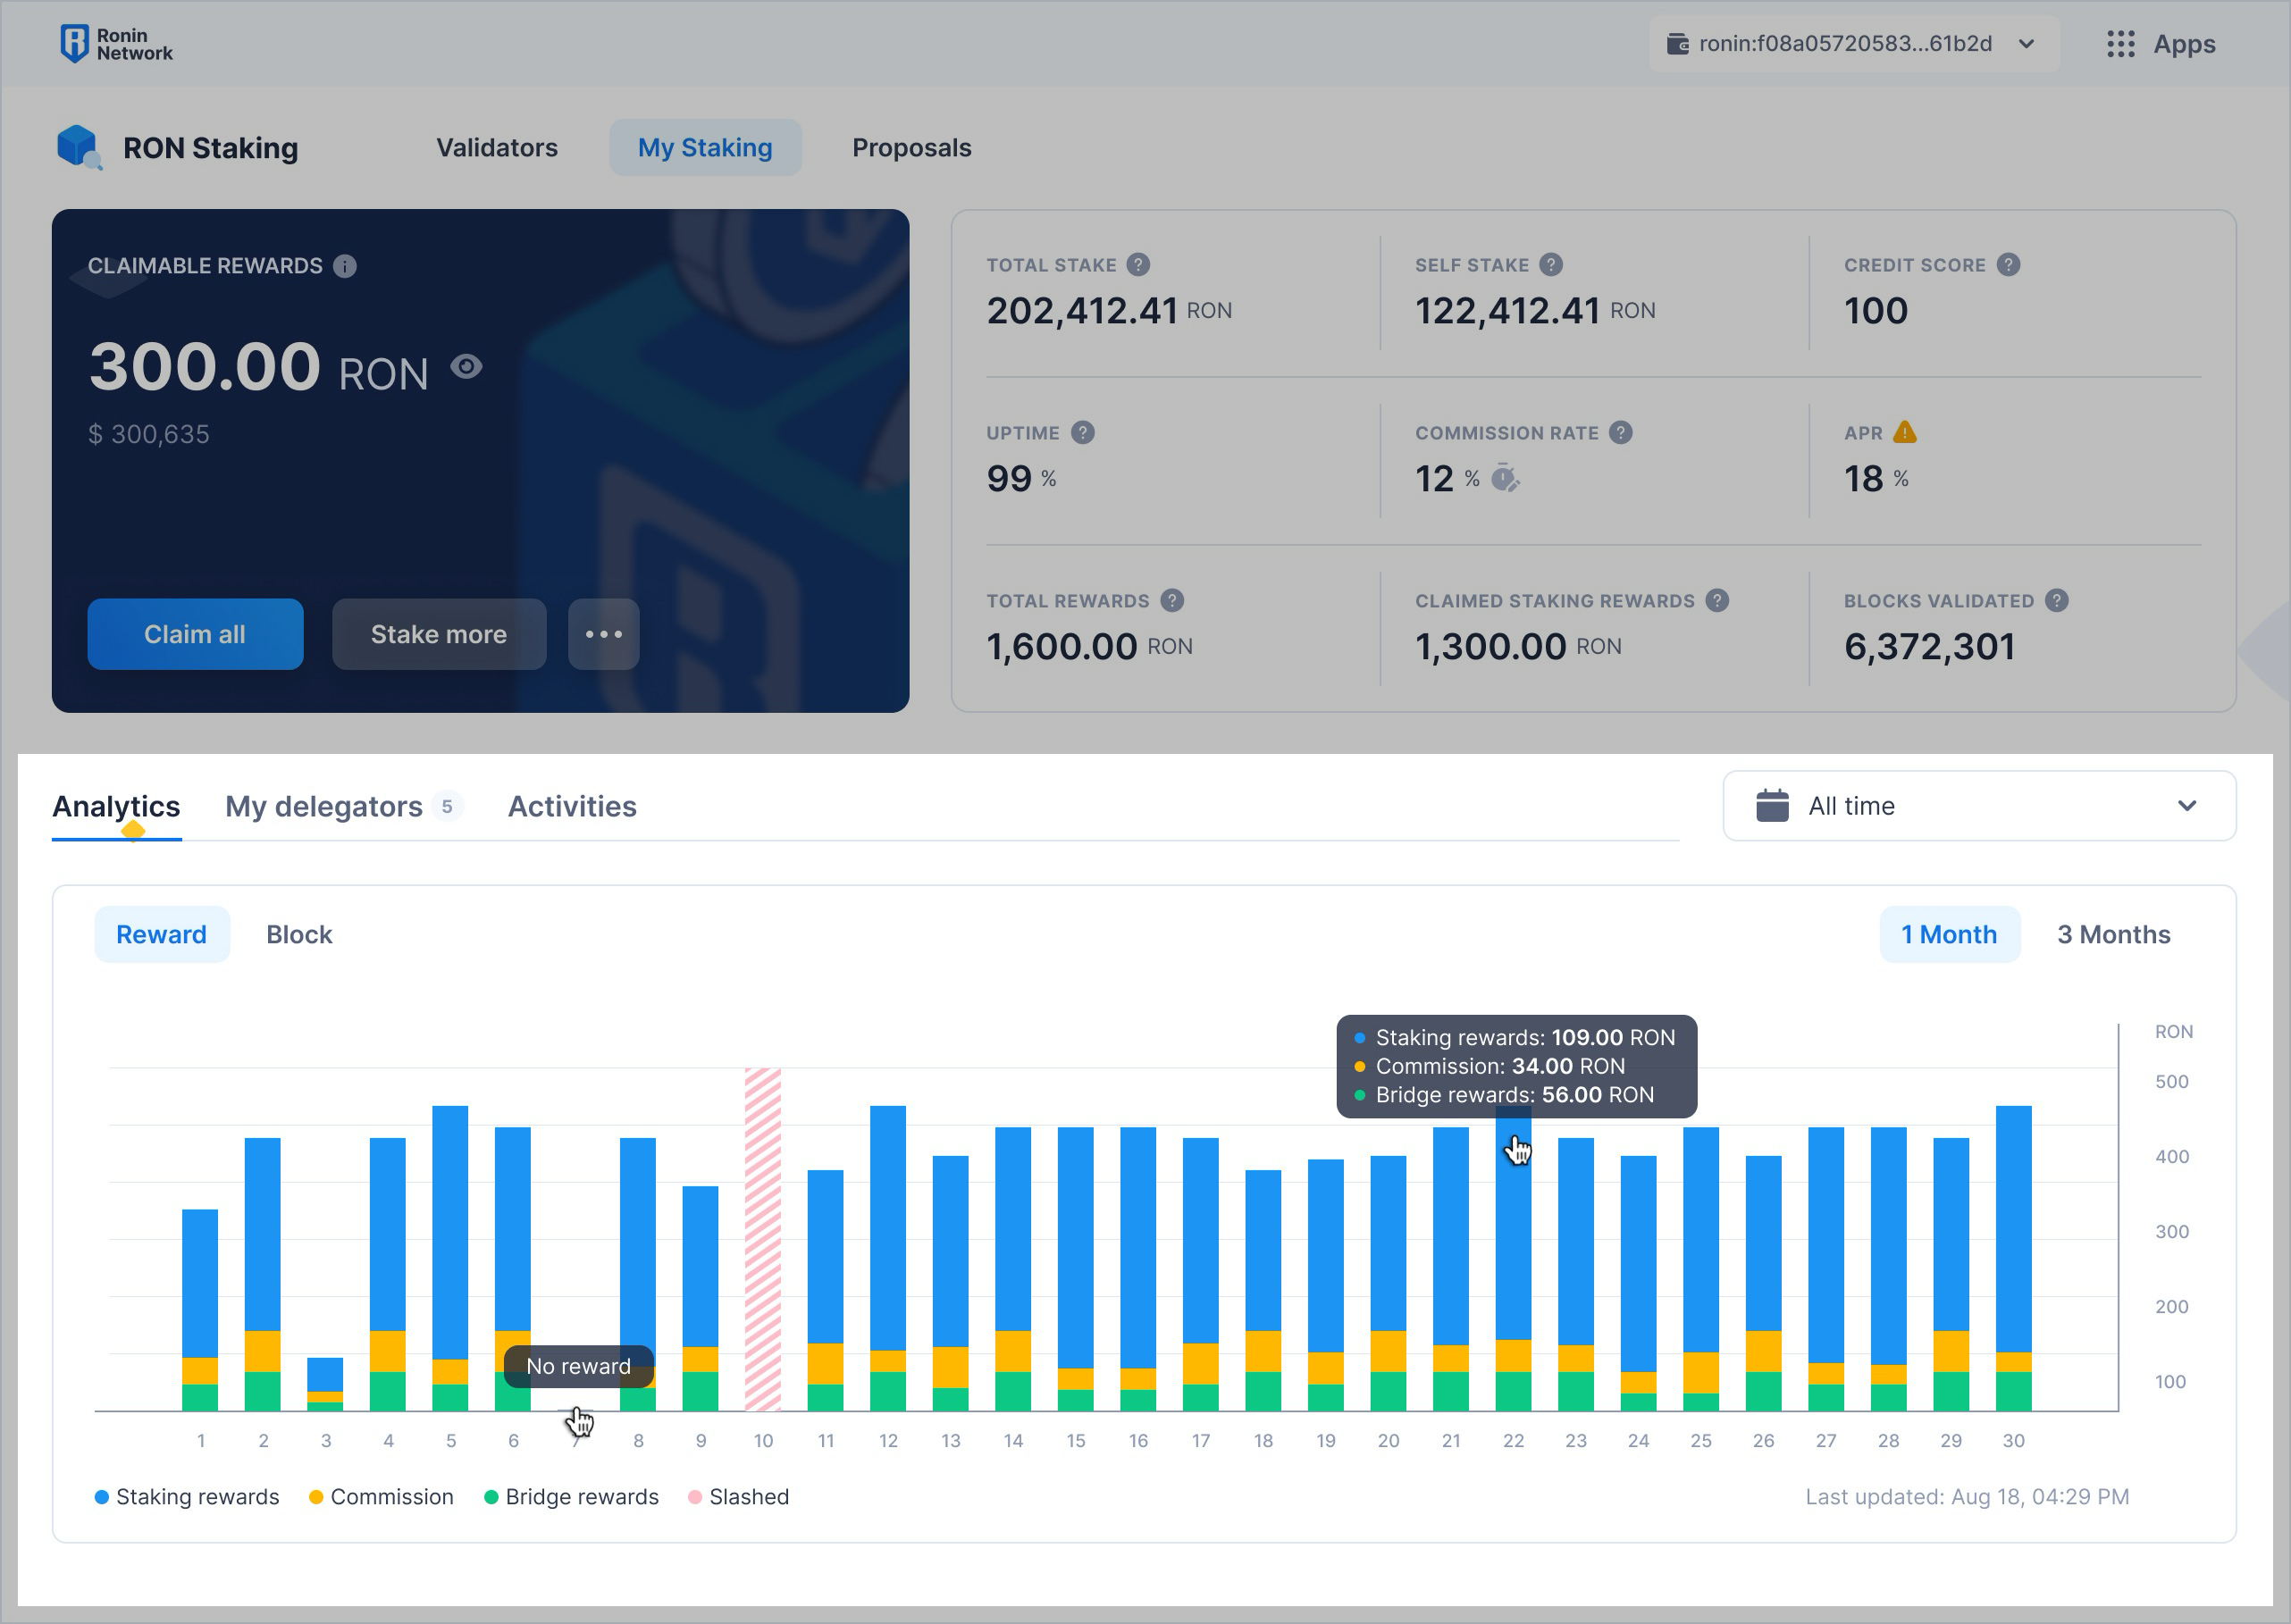 Ronin
Network
ronin:f08a05720583...61b2d
Apps
RON Staking
Validators
My Staking
Proposals
CLAIMABLE REWARDS
300.00 RON
$ 300,635
Claim all
Stake more
TOTAL STAKE
202,412.41 RON
SELF STAKE
122,412.41 RON
CREDIT SCORE
100
UPTIME
99 %
COMMISSION RATE
12 %
APR
18 %
TOTAL REWARDS
1,600.00 RON
CLAIMED STAKING REWARDS
1,300.00 RON
BLOCKS VALIDATED
6,372,301
Analytics
My delegators 5
Activities
All time
Reward
Block
1 Month
3 Months
Staking rewards: 109.00 RON
Commission: 34.00 RON
Bridge rewards: 56.00 RON
RON
500
400
300
200
100
No reward
1 2 3 4 5 6 7 8 9 10 11 12 13 14 15 16 17 18 19 20 21 22 23 24 25 26 27 28 29 30
Staking rewards
Commission
Bridge rewards
Slashed
Last updated: Aug 18, 04:29 PM